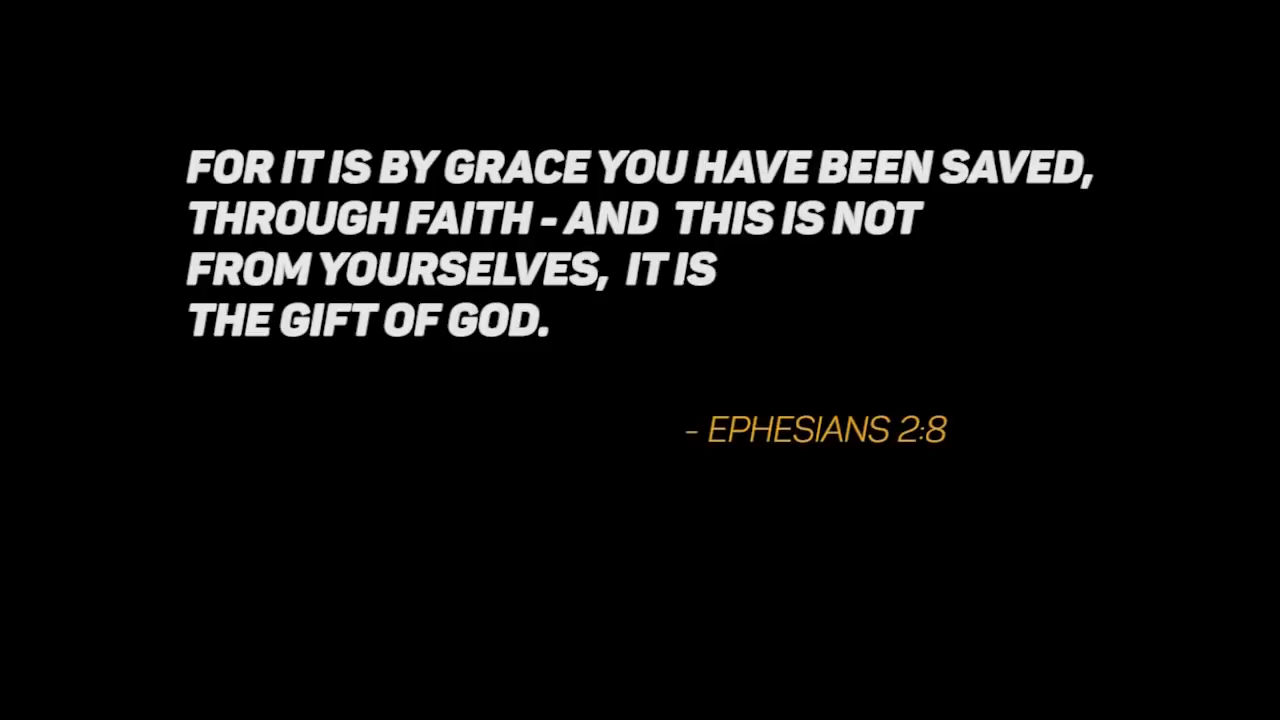 FOR IT IS BY GRACE YOU HAVE BEEN SAVED,
THROUGH FAITH - AND THIS IS NOT
FROM YOURSELVES, IT IS
THE GIFT OF GOD.
- EPHESIANS 2:8